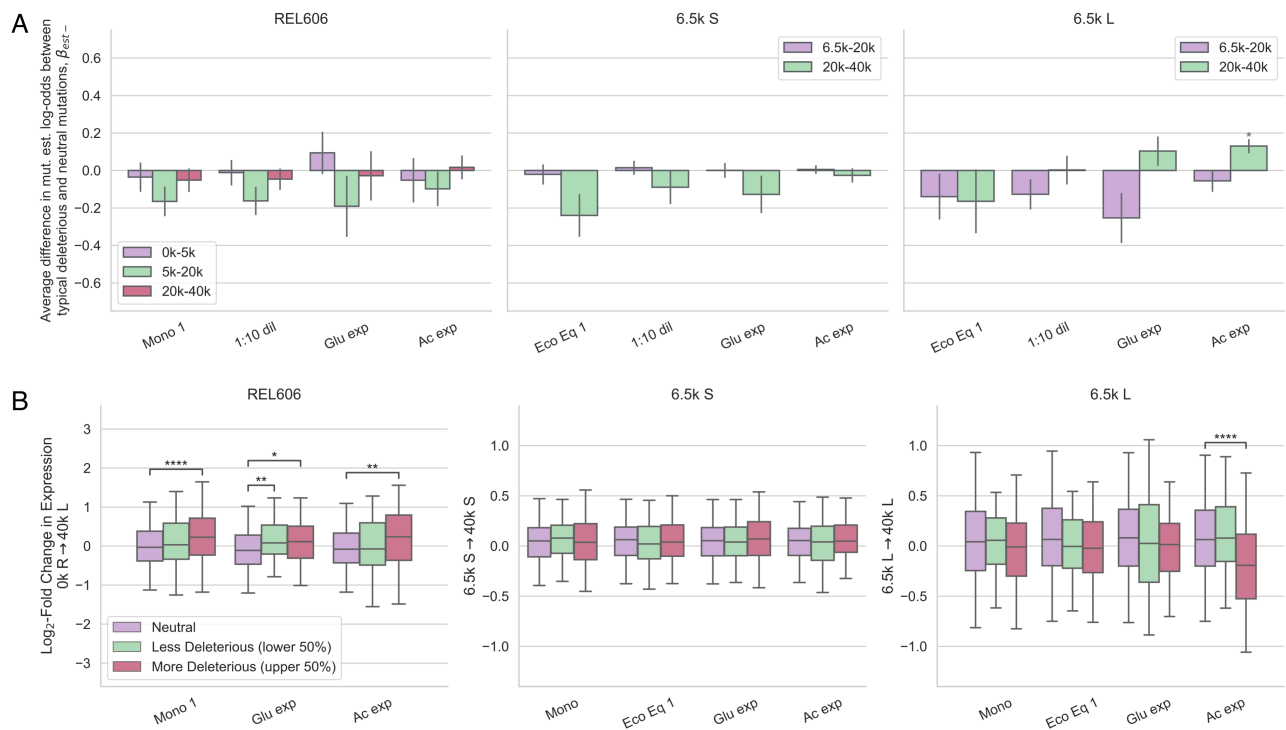 A
REL606
6.5k S
6.5k L
Average difference in mut. est. log-odds between
typical deleterious and neutral mutations, βest−
0.6
0.4
0.2
0.0
−0.2
−0.4
−0.6
0k-5k
5k-20k
20k-40k
6.5k-20k
20k-40k
6.5k-20k
20k-40k
*
Mono 1
1:10 dil
Glu exp
Ac exp
Eco Eq 1
1:10 dil
Glu exp
Ac exp
Eco Eq 1
1:10 dil
Glu exp
Ac exp
B
REL606
6.5k S
6.5k L
Log2-Fold Change in Expression
0k R → 40k L
3
2
1
0
−1
−2
−3
****
**
*
**
Neutral
Less Deleterious (lower 50%)
More Deleterious (upper 50%)
Mono 1
Glu exp
Ac exp
6.5k S → 40k S
1.0
0.5
0.0
−0.5
−1.0
Mono
Eco Eq 1
Glu exp
Ac exp
6.5k L → 40k L
1.0
0.5
0.0
−0.5
−1.0
****
Mono
Eco Eq 1
Glu exp
Ac exp